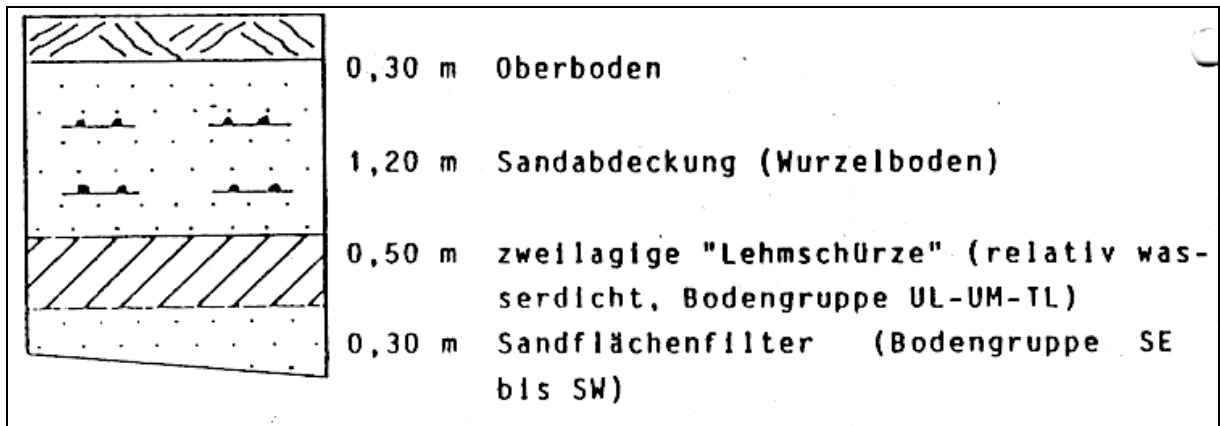 0,30 m Oberboden
1,20 m Sandabdeckung (Wurzelboden)
0,50 m zweilagige "Lehmschürze" (relativ was-
serdicht, Bodengruppe UL-UM-TL)
0,30 m Sandflächenfilter (Bodengruppe SE
bis SW)